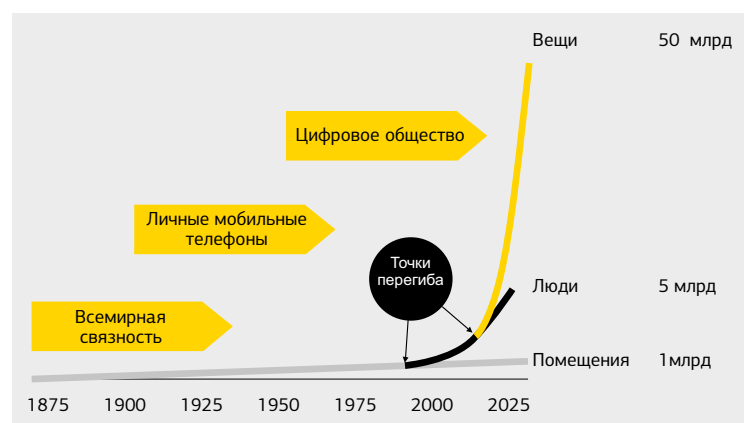 Вещи 50 млрд
Цифровое общество
Личные мобильные
телефоны
Точки
перегиба
Люди 5 млрд
Всемирная
связность
Помещения 1млрд
1875 1900 1925 1950 1975 2000 2025